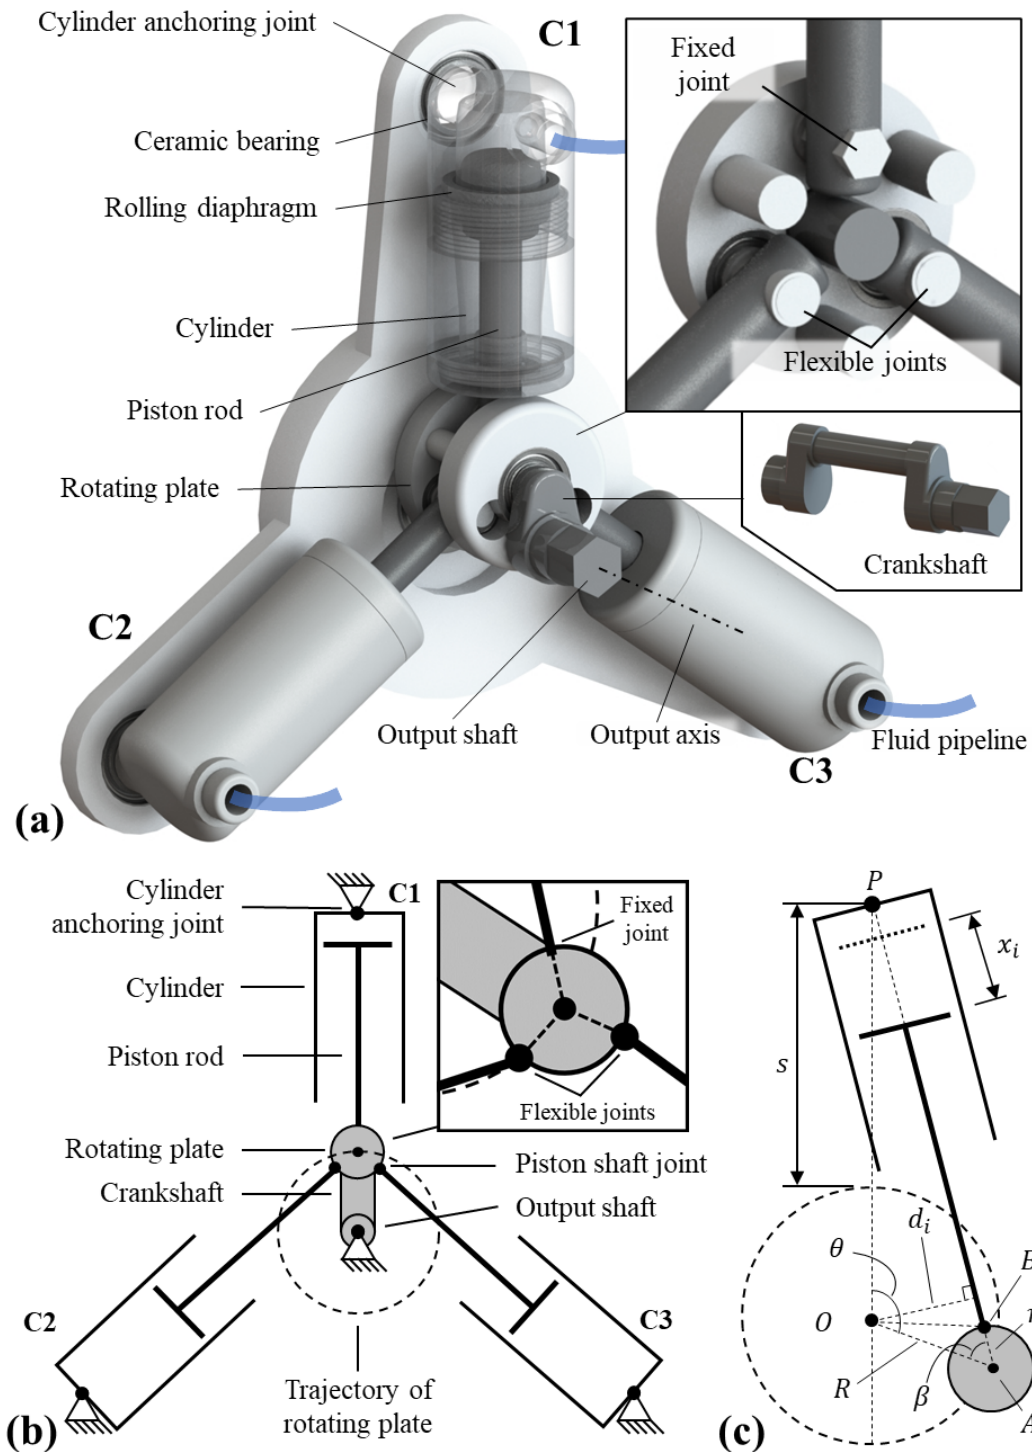 Cylinder anchoring joint
C1
Fixed
joint
Ceramic bearing
Rolling diaphragm
Cylinder
Flexible joints
Piston rod
Rotating plate
Crankshaft
C2
Output shaft
Output axis
Fluid pipeline
C3
(a)
Cylinder
anchoring joint
C1
Fixed
joint
Cylinder
Piston rod
Flexible joints
Rotating plate
Piston shaft joint
Crankshaft
Output shaft
C2
C3
Trajectory of
rotating plate
(b)
P
x_i
s
d_i
θ
B
O
r
R
β
A
(c)